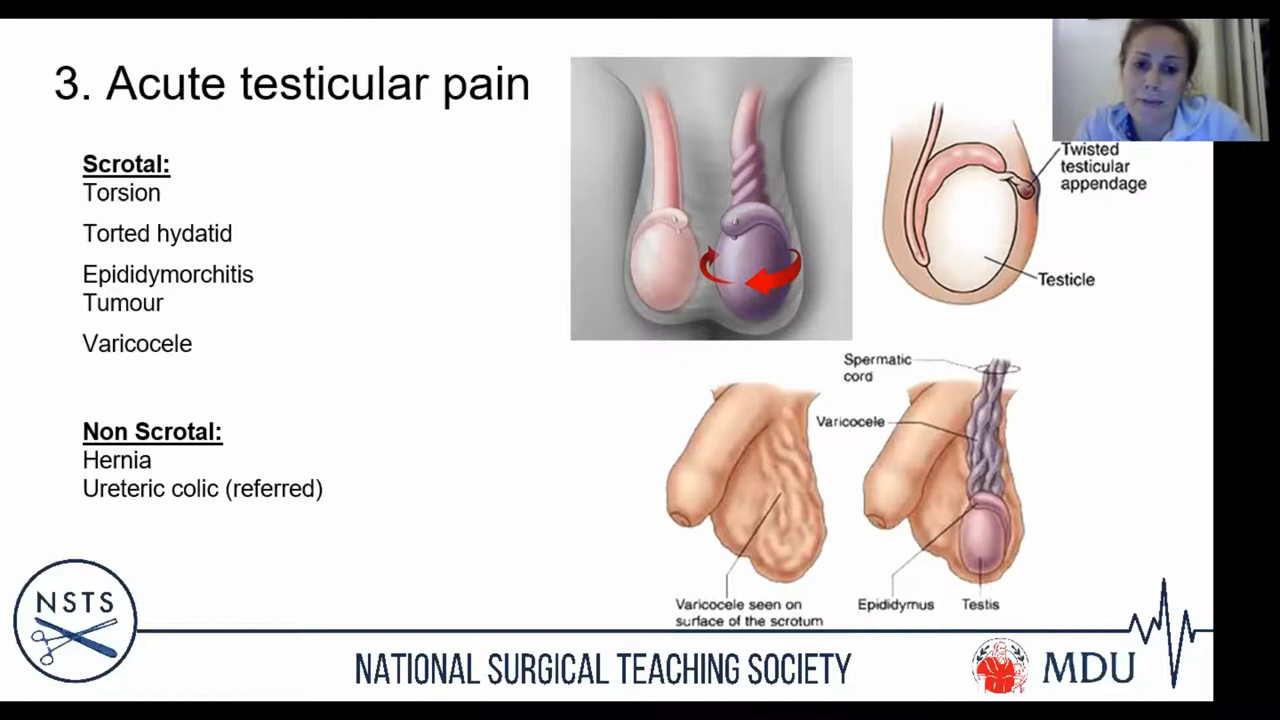 3. Acute testicular pain
Scrotal:
Torsion
Torted hydatid
Epididymorchitis
Tumour
Varicocele
Non Scrotal:
Hernia
Ureteric colic (referred)
Twisted
testicular
appendage
Testicle
Spermatic
cord
Varicocele
Varicocele seen on
surface of the scrotum
Epididymus
Testis
NSTS
NATIONAL SURGICAL TEACHING SOCIETY
MDU